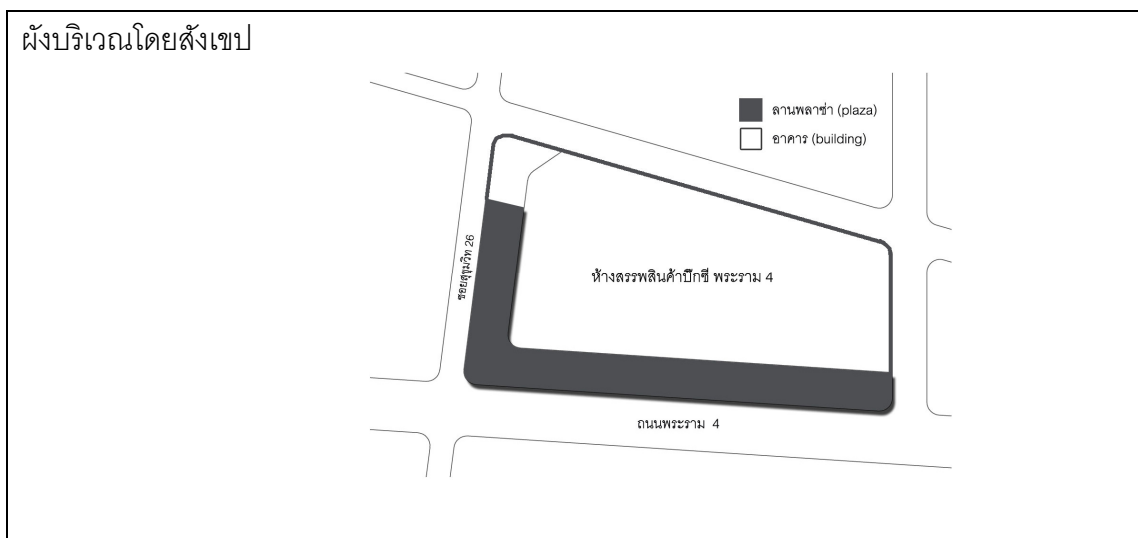 ผังบริเวณโดยสังเขป
ลานพลาซ่า (plaza)
อาคาร (building)
ซอยสุขุมวิท 26
ห้างสรรพสินค้าบิ๊กซี พระราม 4
ถนนพระราม 4